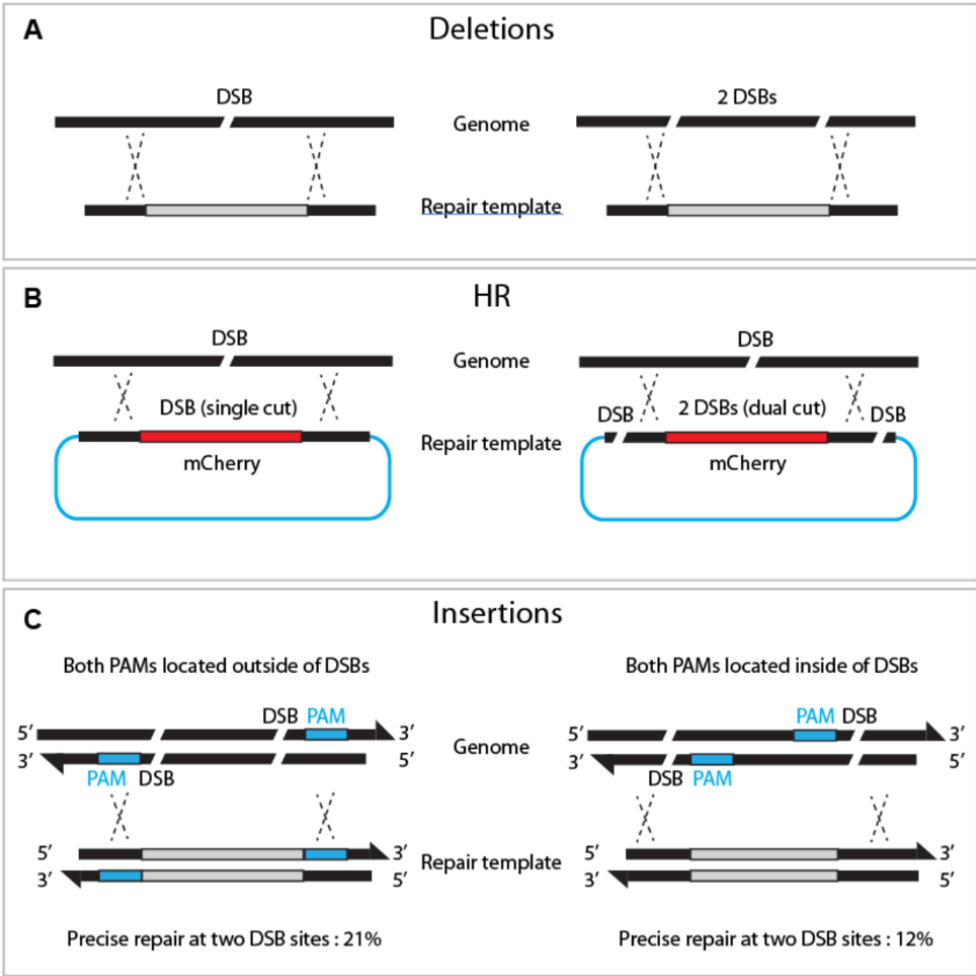 A
Deletions
DSB
2 DSBs
Genome
Repair template
B
HR
DSB
Genome
DSB
DSB (single cut)
DSB
2 DSBs (dual cut)
DSB
Repair template
mCherry
mCherry
C
Insertions
Both PAMs located outside of DSBs
Both PAMs located inside of DSBs
DSB PAM
5′ 3′
3′ 5′
PAM DSB
Genome
PAM DSB
5′ 3′
3′ 5′
DSB PAM
5′ 3′
3′ 5′
Repair template
5′ 3′
3′ 5′
Precise repair at two DSB sites : 21%
Precise repair at two DSB sites : 12%